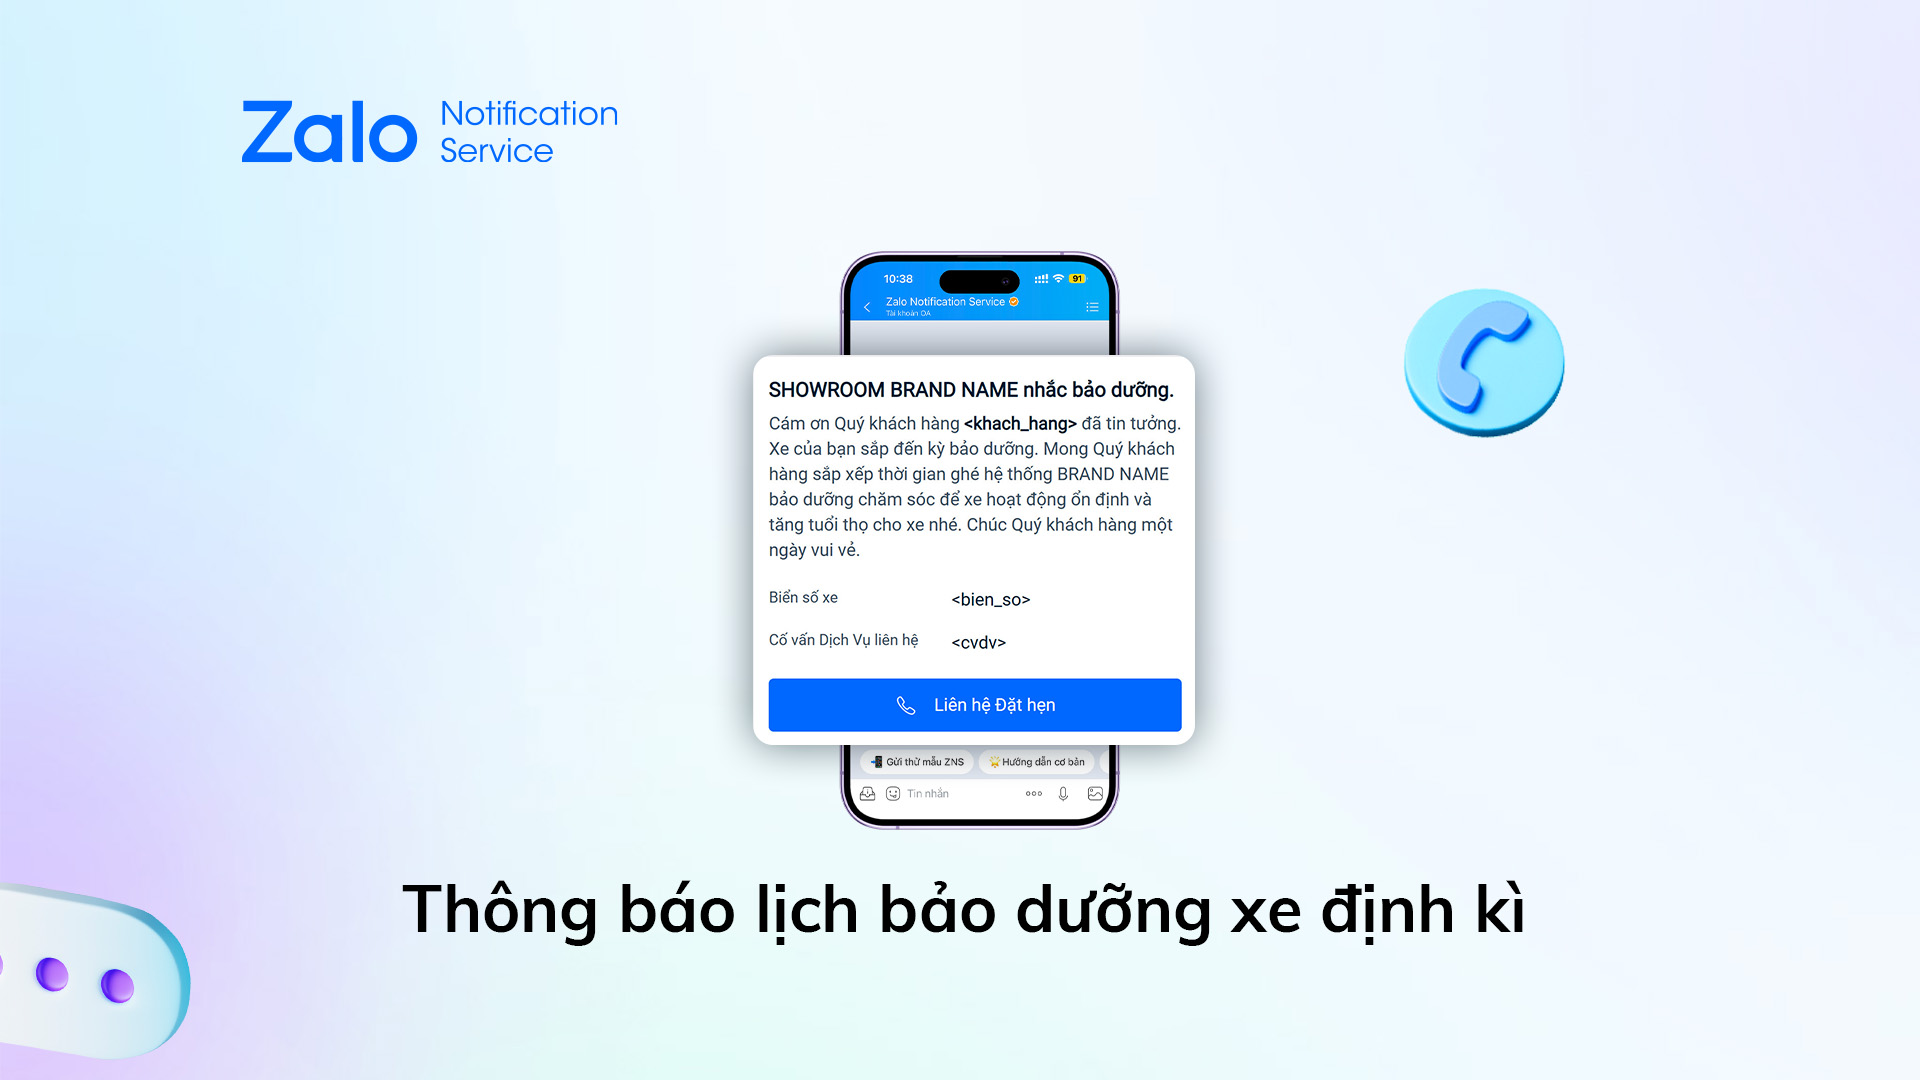 Zalo Notification
Service
10:38
91
Zalo Notification Service
Tài khoản OA
SHOWROOM BRAND NAME nhắc bảo dưỡng.
Cám ơn Quý khách hàng <khach_hang> đã tin tưởng.
Xe của bạn sắp đến kỳ bảo dưỡng. Mong Quý khách
hàng sắp xếp thời gian ghé hệ thống BRAND NAME
bảo dưỡng chăm sóc để xe hoạt động ổn định và
tăng tuổi thọ cho xe nhé. Chúc Quý khách hàng một
ngày vui vẻ.
Biển số xe <bien_so>
Cố vấn Dịch Vụ liên hệ <cvdv>
Liên hệ Đặt hẹn
Gửi thử mẫu ZNS Hướng dẫn cơ bản
Tin nhắn
Thông báo lịch bảo dưỡng xe định kì